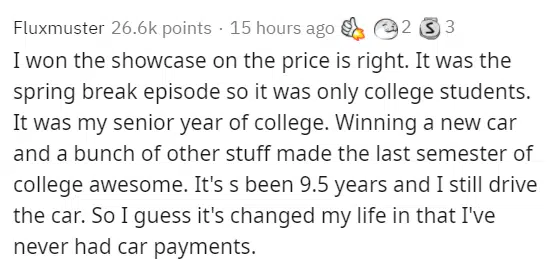 Fluxmuster 26.6k points · 15 hours ago 2 S 3
I won the showcase on the price is right. It was the
spring break episode so it was only college students.
It was my senior year of college. Winning a new car
and a bunch of other stuff made the last semester of
college awesome. It's s been 9.5 years and I still drive
the car. So I guess it's changed my life in that I've
never had car payments.